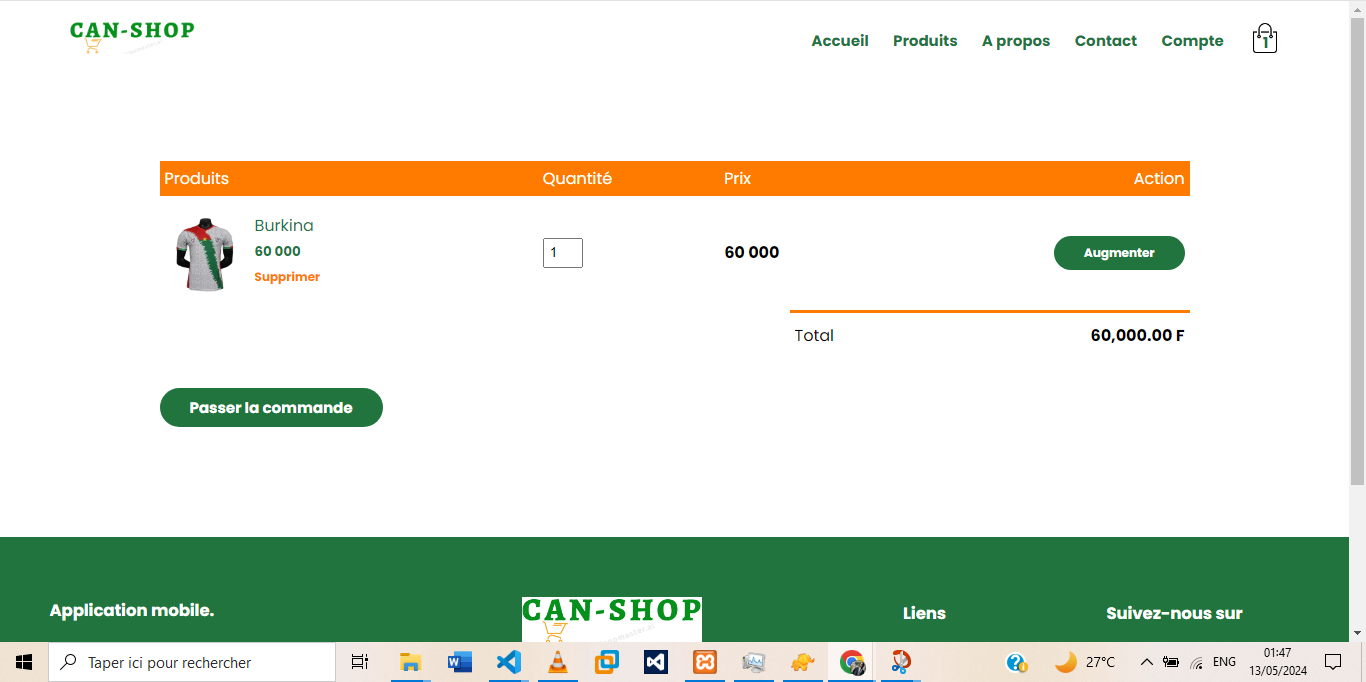 CAN-SHOP
Accueil Produits A propos Contact Compte 1
Produits Quantité Prix Action
Burkina
60 000
Supprimer
1 60 000 Augmenter
Total 60,000.00 F
Passer la commande
Application mobile.
CAN-SHOP
Liens
Suivez-nous sur
Taper ici pour rechercher
27°C
ENG
01:47
13/05/2024